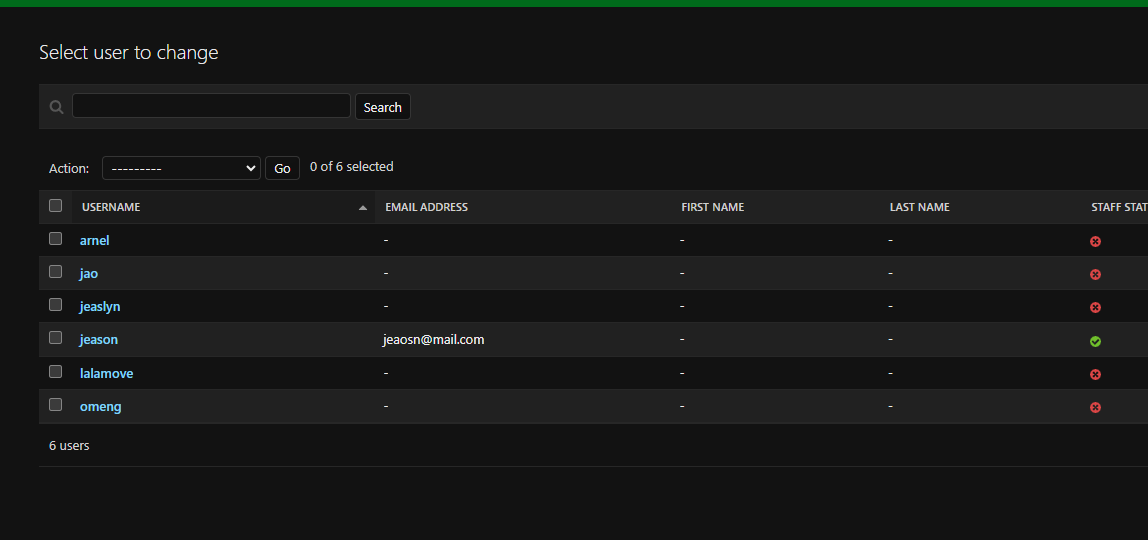 Select user to change
Search
Action: --------- Go 0 of 6 selected
USERNAME EMAIL ADDRESS FIRST NAME LAST NAME STAFF STAT
arnel - - -
jao - - -
jeaslyn - - -
jeason jeaosn@mail.com - -
lalamove - - -
omeng - - -
6 users